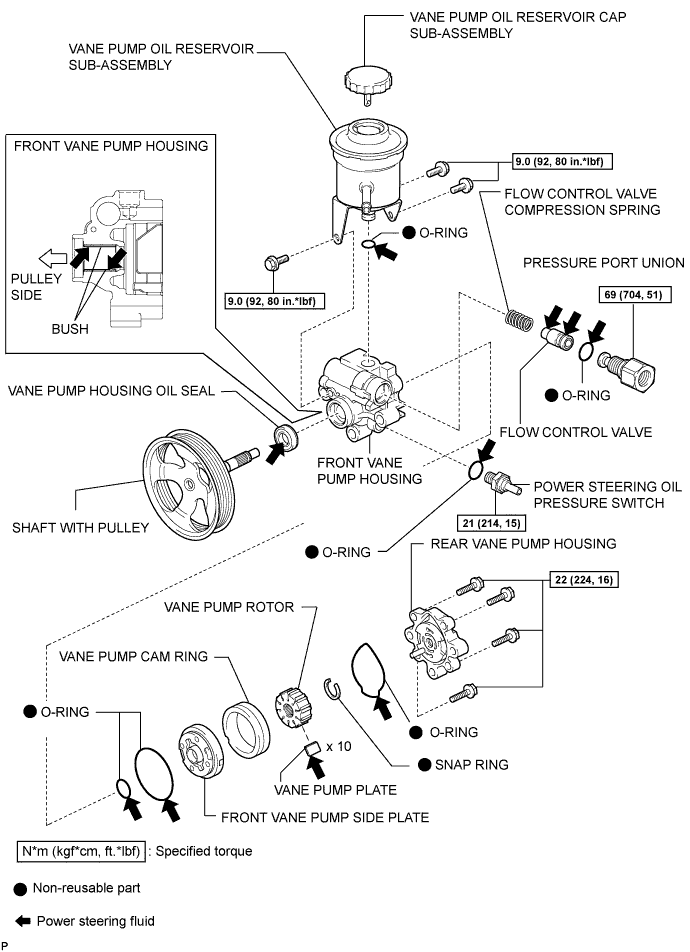 VANE PUMP OIL RESERVOIR CAP
SUB-ASSEMBLY
VANE PUMP OIL RESERVOIR
SUB-ASSEMBLY
FRONT VANE PUMP HOUSING
PULLEY
SIDE
BUSH
9.0 (92, 80 in.*lbf)
FLOW CONTROL VALVE
COMPRESSION SPRING
O-RING
PRESSURE PORT UNION
69 (704, 51)
9.0 (92, 80 in.*lbf)
VANE PUMP HOUSING OIL SEAL
O-RING
FLOW CONTROL VALVE
FRONT VANE
PUMP HOUSING
POWER STEERING OIL
PRESSURE SWITCH
21 (214, 15)
SHAFT WITH PULLEY
O-RING
REAR VANE PUMP HOUSING
22 (224, 16)
VANE PUMP ROTOR
VANE PUMP CAM RING
O-RING
O-RING
x 10
SNAP RING
VANE PUMP PLATE
FRONT VANE PUMP SIDE PLATE
N*m (kgf*cm, ft.*lbf) : Specified torque
Non-reusable part
Power steering fluid
P